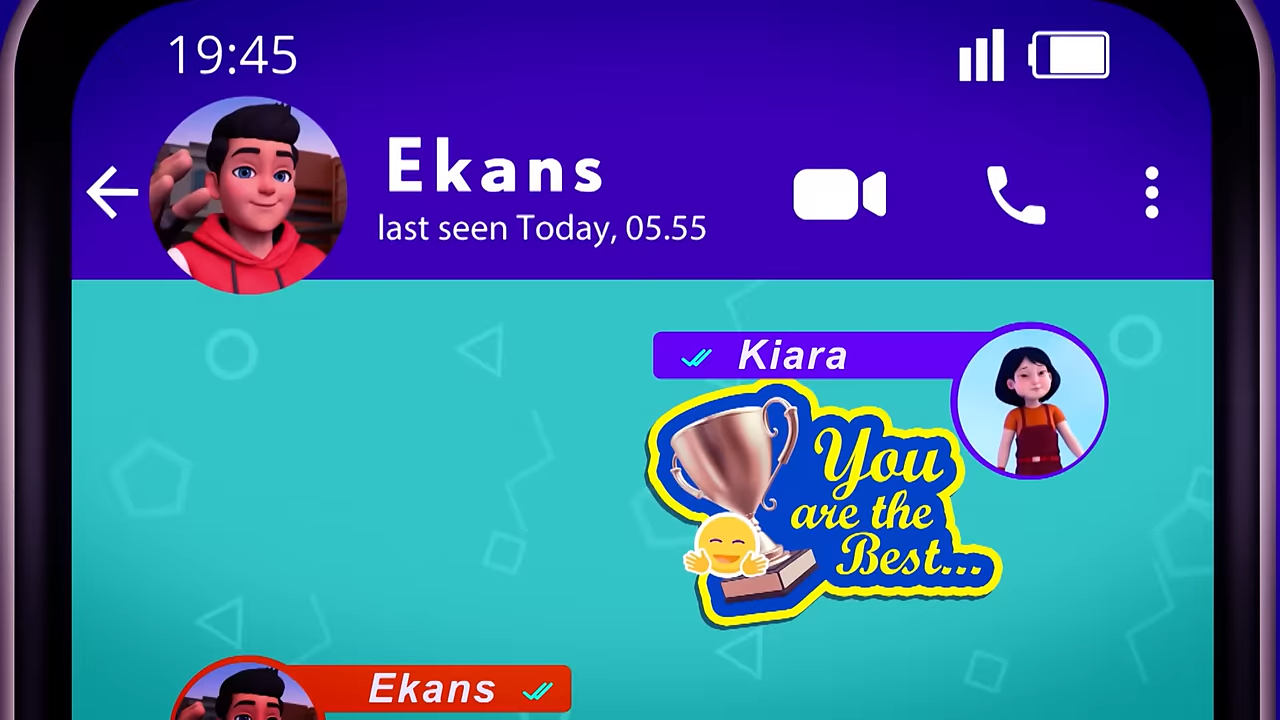 19:45
Ekans
last seen Today, 05.55
Kiara
You
are the
Best...
Ekans